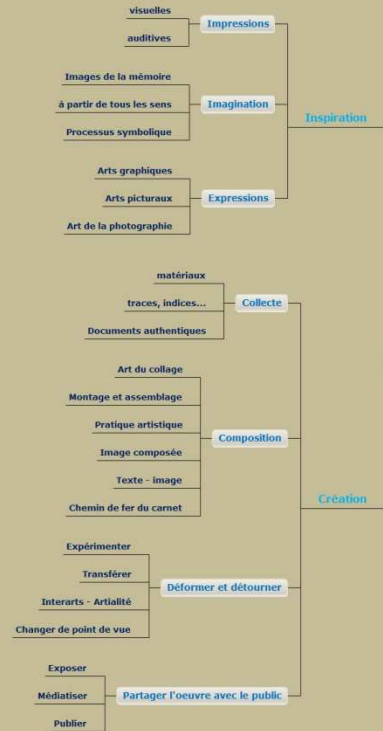 visuelles
auditives
Impressions
Images de la mémoire
à partir de tous les sens
Processus symbolique
Imagination
Inspiration
Arts graphiques
Arts picturaux
Art de la photographie
Expressions
matériaux
traces, indices...
Documents authentiques
Collecte
Art du collage
Montage et assemblage
Pratique artistique
Image composée
Texte - image
Chemin de fer du carnet
Composition
Création
Expérimenter
Transférer
Interarts - Artialité
Changer de point de vue
Déformer et détourner
Exposer
Médiatiser
Publier
Partager l'oeuvre avec le public